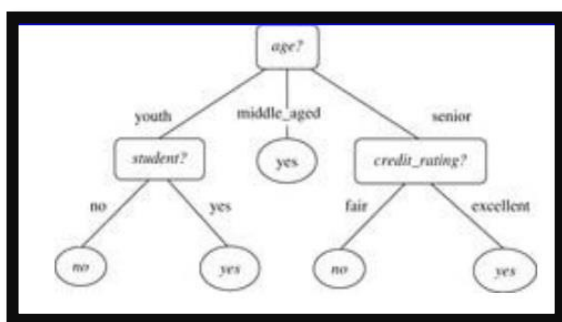 age?
youth middle_aged senior
student? yes credit_rating?
no yes fair excellent
no yes no yes